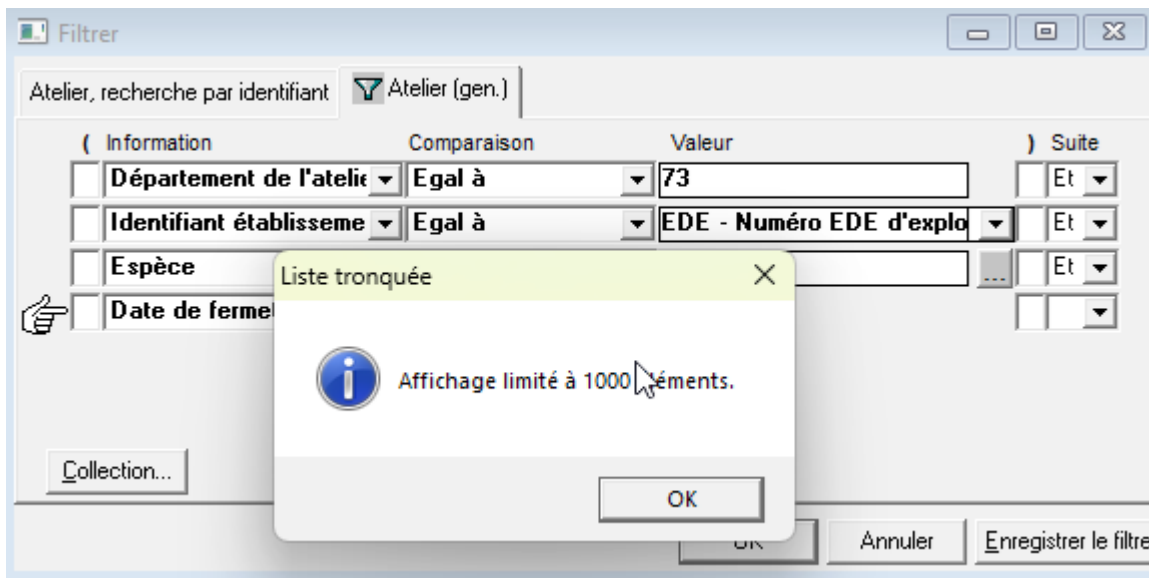 Filtrer
Atelier, recherche par identifiant Atelier (gen.)
( Information Comparaison Valeur ) Suite
Département de l'atelie Egal à 73 Et
Identifiant établisseme Egal à EDE - Numéro EDE d'explo Et
Espèce ... Et
Date de
Liste tronquée
Affichage limité à 1000
OK
Collection...
Annuler Enregistrer le filtre